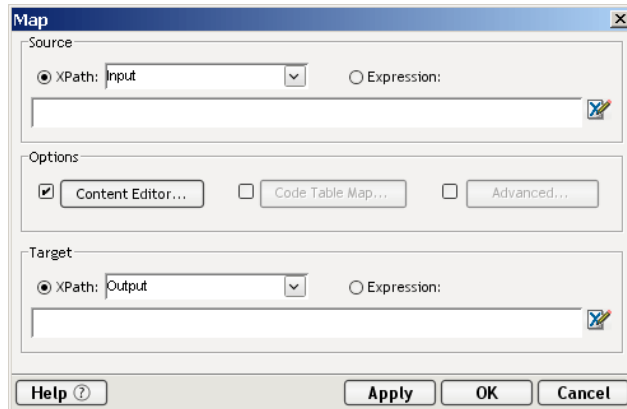 Map
Source
XPath: Input Expression:
Options
Content Editor... Code Table Map... Advanced...
Target
XPath: Output Expression:
Help ? Apply OK Cancel